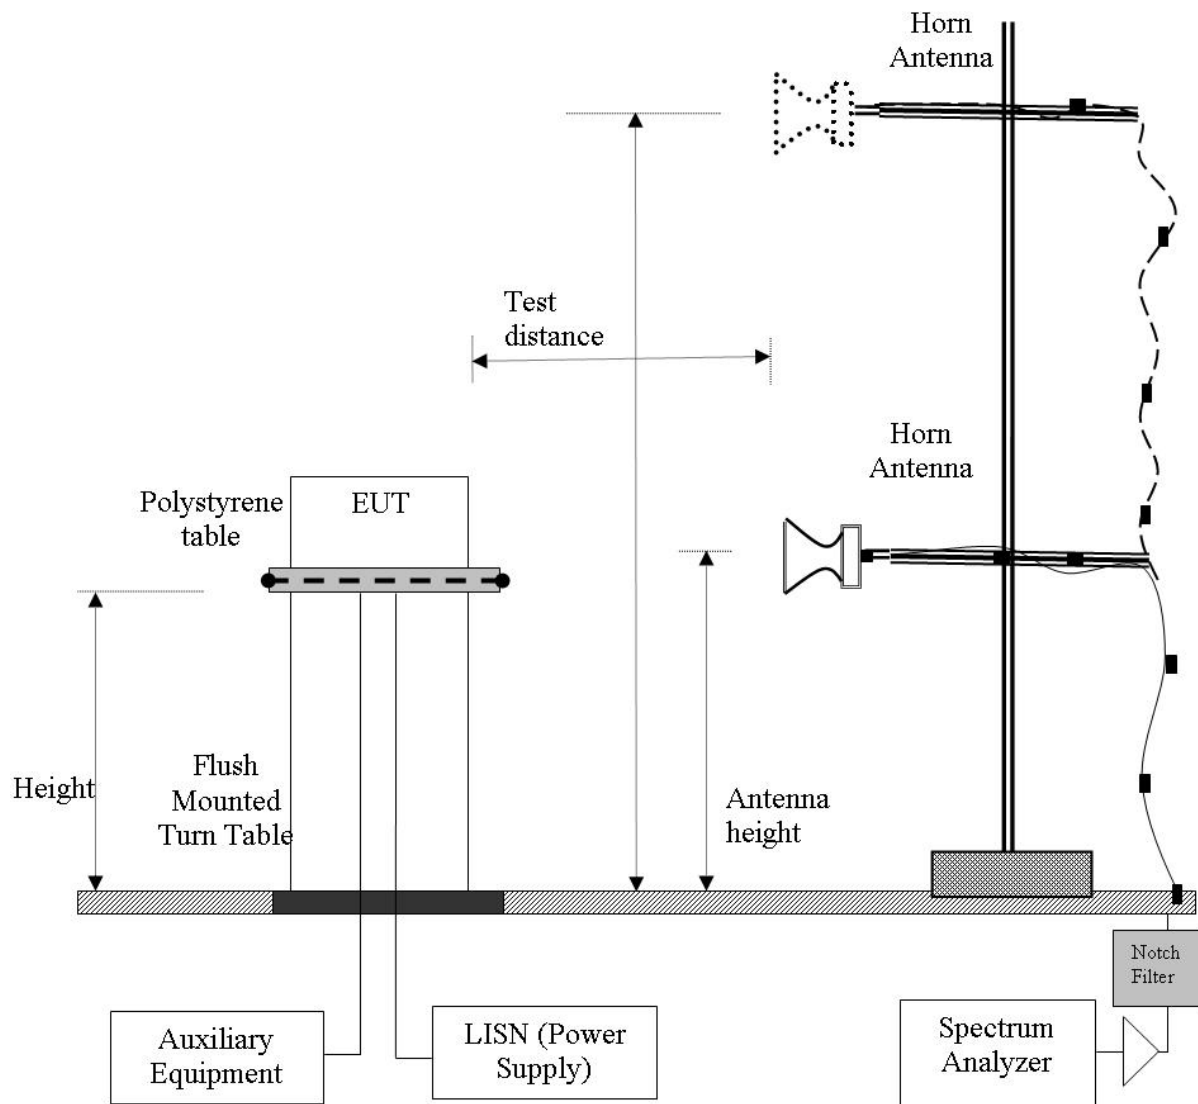 Horn
Antenna
Test
distance
Horn
Antenna
Polystyrene
table
EUT
Height
Flush
Mounted
Turn Table
Antenna
height
Notch
Filter
Auxiliary
Equipment
LISN (Power
Supply)
Spectrum
Analyzer